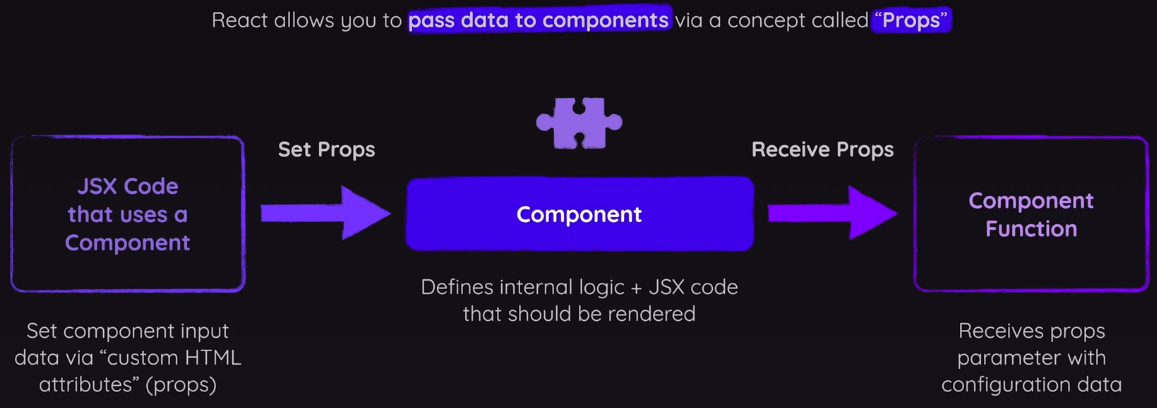 React allows you to pass data to components via a concept called “Props”
Set Props
Receive Props
JSX Code
that uses a
Component
Component
Component
Function
Defines internal logic + JSX code
that should be rendered
Set component input
data via “custom HTML
attributes” (props)
Receives props
parameter with
configuration data